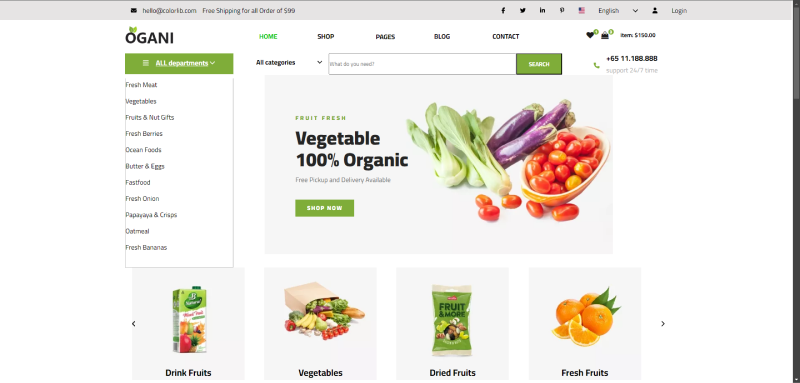 hello@colorlib.com Free Shipping for all Order of $99 English Login
OGANI HOME SHOP PAGES BLOG CONTACT item: $150.00
ALL departments All categories What do you need? SEARCH +65 11.188.888
support 24/7 time
Fresh Meat
Vegetables
Fruits & Nut Gifts
Fresh Berries
Ocean Foods
Butter & Eggs
Fastfood
Fresh Onion
Papayaya & Crisps
Oatmeal
Fresh Bananas
FRUIT FRESH
Vegetable
100% Organic
Free Pickup and Delivery Available
SHOP NOW
FRUIT
& MORE
Drink Fruits Vegetables Dried Fruits Fresh Fruits